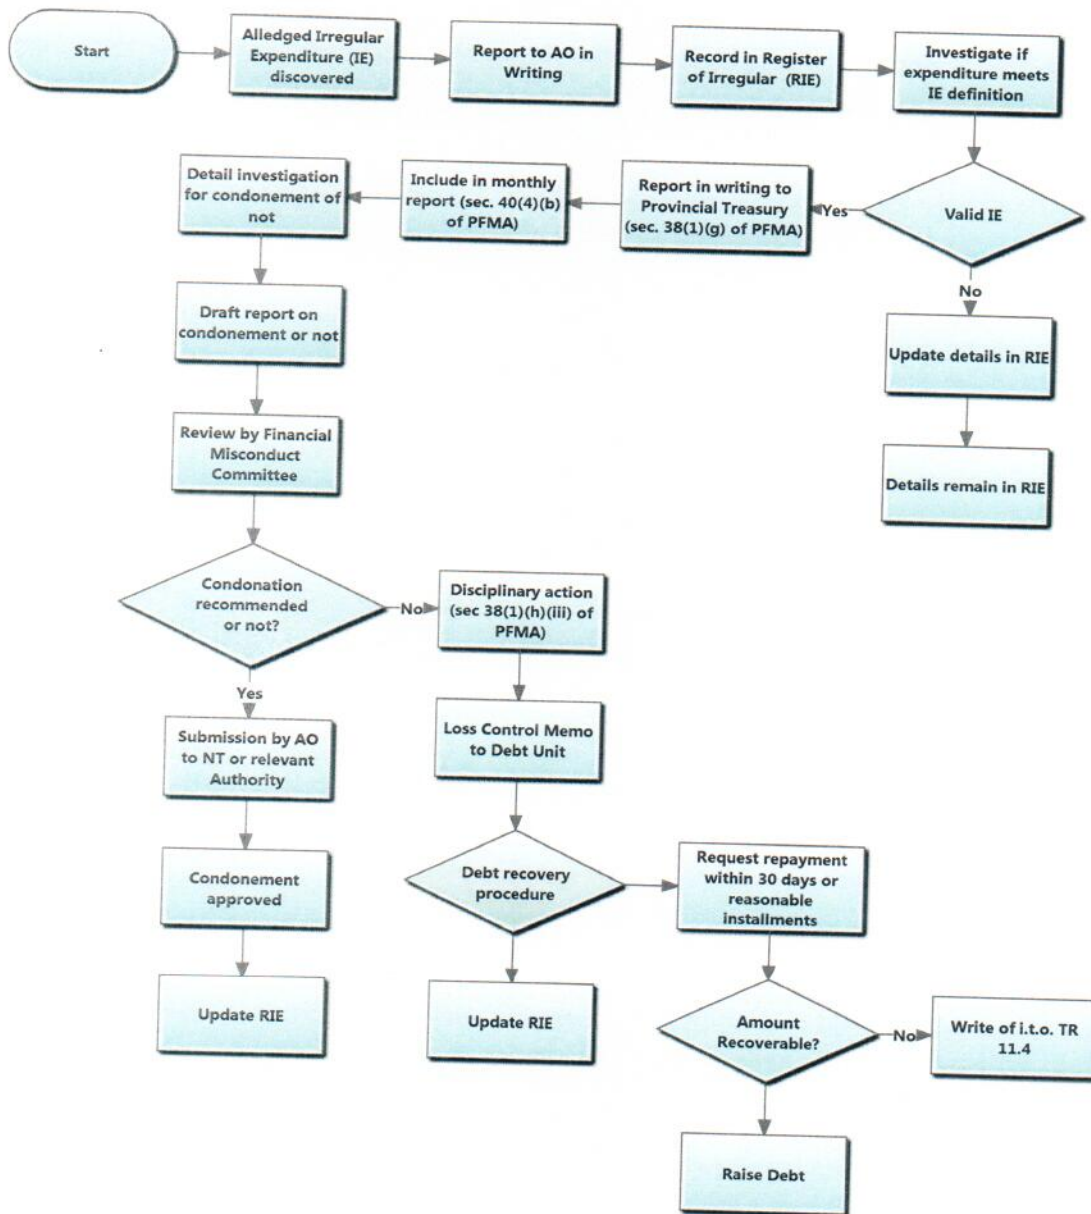 Start
Alledged Irregular
Expenditure (IE)
discovered
Report to AO in
Writing
Record in Register
of Irregular (RIE)
Investigate if
expenditure meets
IE definition
Detail investigation
for condonement of
not
Include in monthly
report (sec. 40(4)(b)
of PFMA)
Report in writing to
Provincial Treasury
(sec. 38(1)(g) of PFMA)
Yes
Valid IE
No
Draft report on
condonement or not
Update details in RIE
Review by Financial
Misconduct
Committee
Details remain in RIE
Condonation
recommended
or not?
No
Disciplinary action
(sec 38(1)(h)(iii) of
PFMA)
Yes
Submission by AO
to NT or relevant
Authority
Loss Control Memo
to Debt Unit
Condonement
approved
Debt recovery
procedure
Request repayment
within 30 days or
reasonable
installments
Update RIE
Update RIE
Amount
Recoverable?
No
Write of i.t.o. TR
11.4
Raise Debt